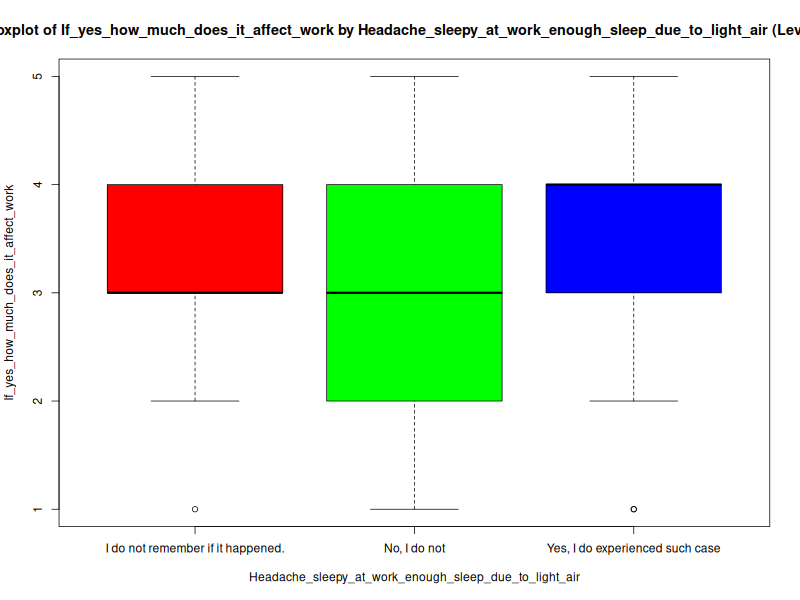 oxplot of If_yes_how_much_does_it_affect_work by Headache_sleepy_at_work_enough_sleep_due_to_light_air (Lev
If_yes_how_much_does_it_affect_work
5
4
3
2
1
I do not remember if it happened.
No, I do not
Yes, I do experienced such case
Headache_sleepy_at_work_enough_sleep_due_to_light_air